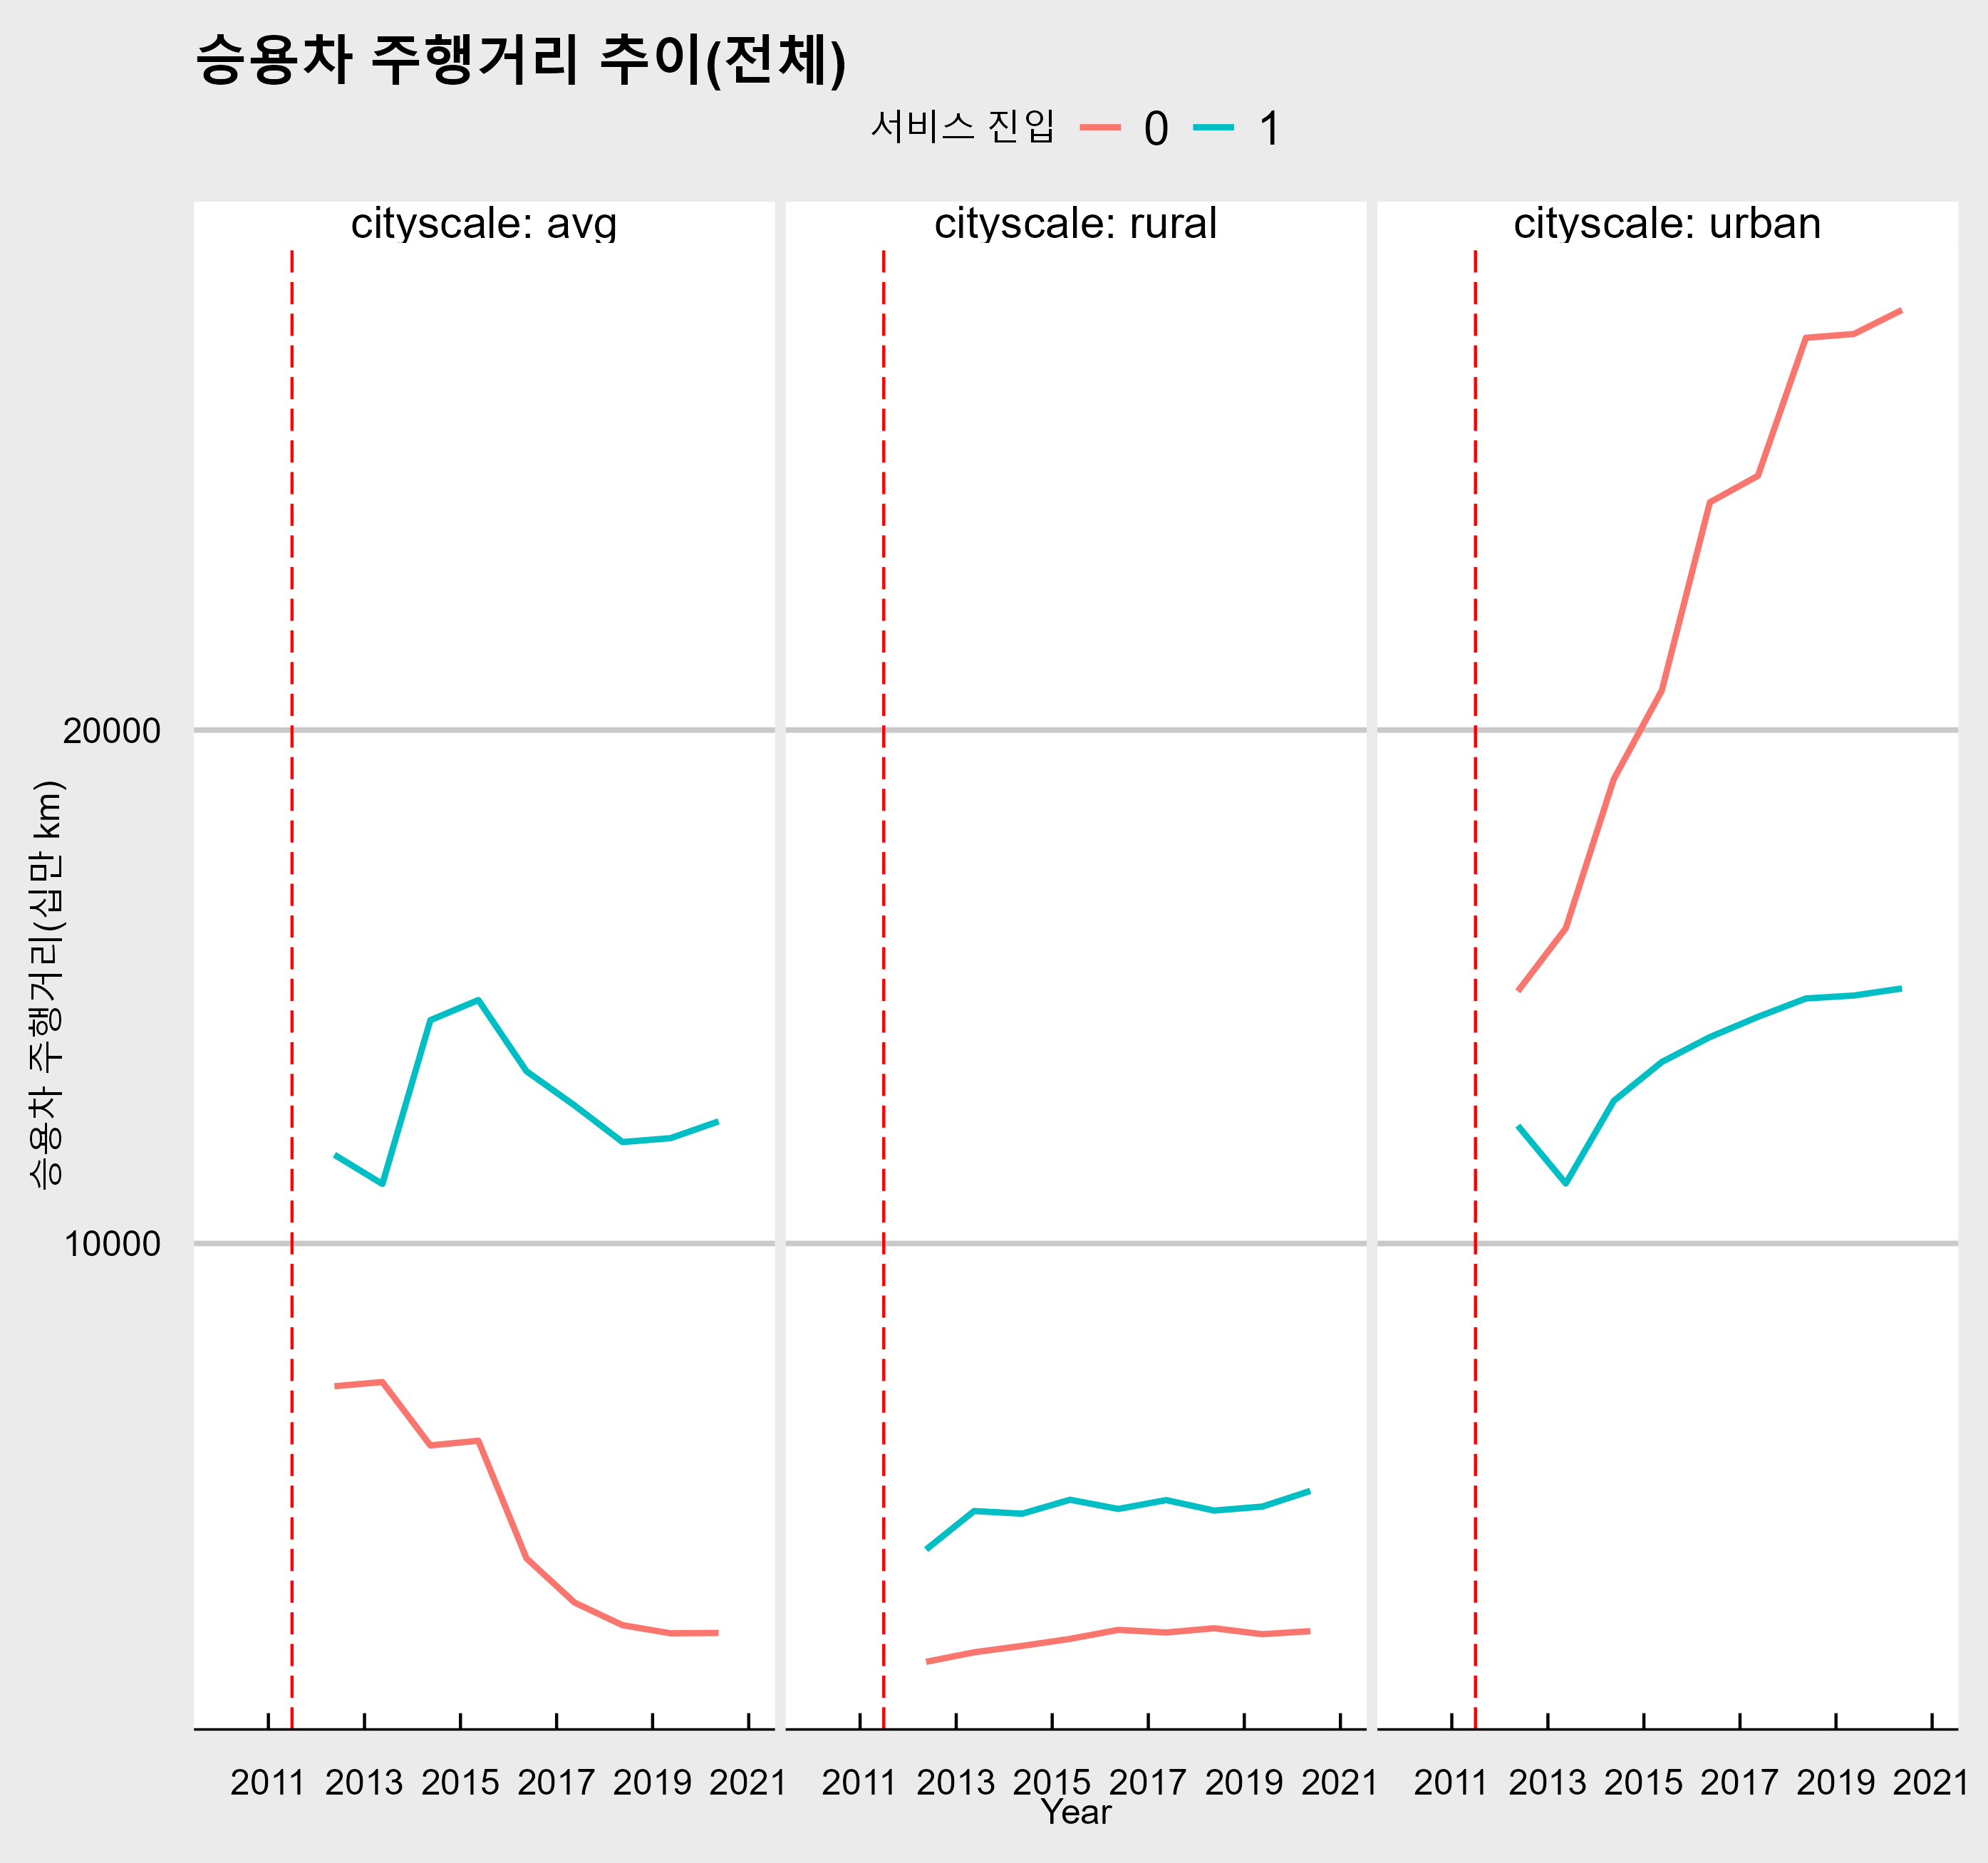 승용차 주행거리 추이(전체)
서비스 진입 0 1
cityscale: avg cityscale: rural cityscale: urban
20000
10000
승용차 주행거리(십만 km)
2011 2013 2015 2017 2019 2021 2011 2013 2015 2017 2019 2021 2011 2013 2015 2017 2019 2021
Year